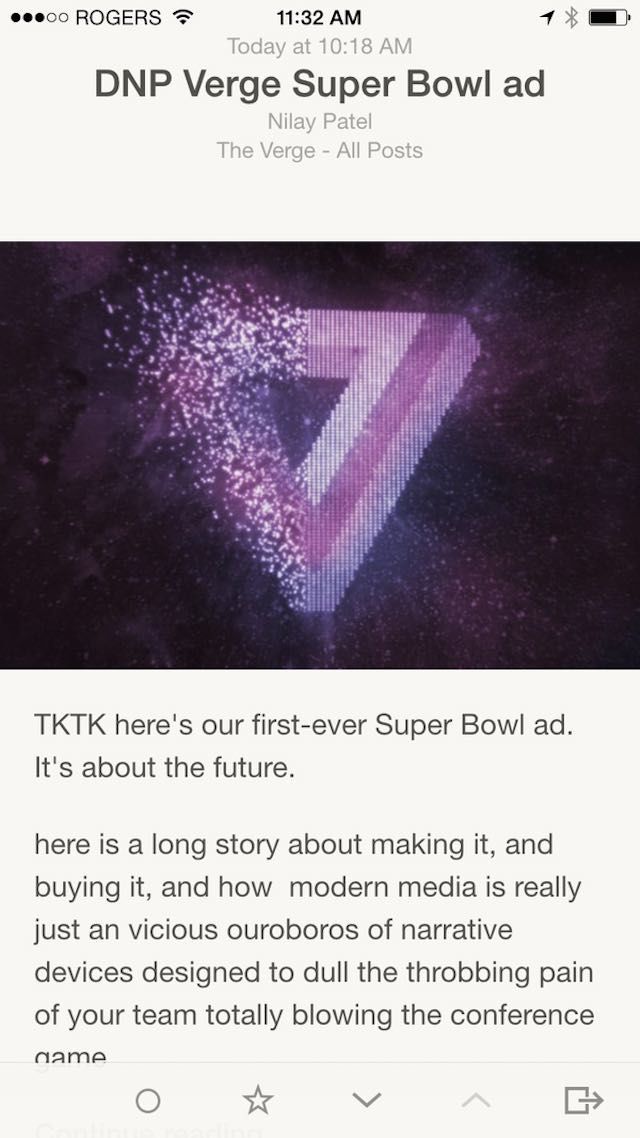 ROGERS 11:32 AM
Today at 10:18 AM
DNP Verge Super Bowl ad
Nilay Patel
The Verge - All Posts
TKTK here's our first-ever Super Bowl ad.
It's about the future.
here is a long story about making it, and
buying it, and how  modern media is really
just an vicious ouroboros of narrative
devices designed to dull the throbbing pain
of your team totally blowing the conference
game
Continue reading